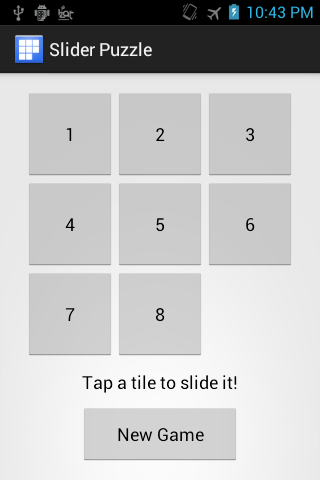 10:43 PM
Slider Puzzle
1 2 3
4 5 6
7 8
Tap a tile to slide it!
New Game